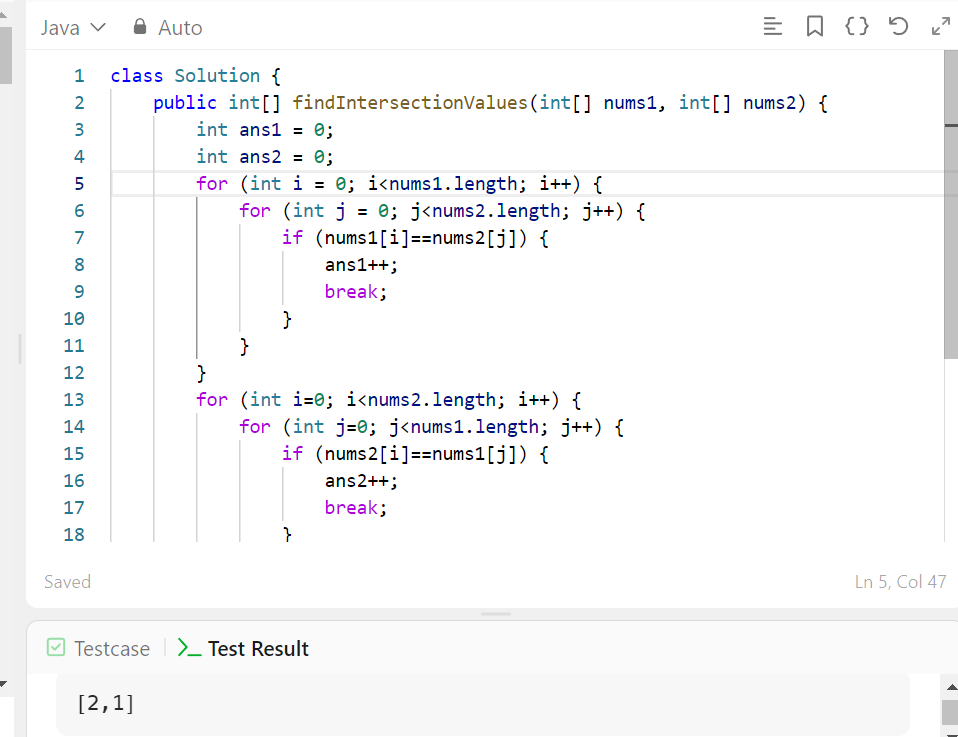 Java Auto
1 class Solution {
2     public int[] findIntersectionValues(int[] nums1, int[] nums2) {
3         int ans1 = 0;
4         int ans2 = 0;
5         for (int i = 0; i<nums1.length; i++) {
6             for (int j = 0; j<nums2.length; j++) {
7                 if (nums1[i]==nums2[j]) {
8                     ans1++;
9                     break;
10                 }
11             }
12         }
13         for (int i=0; i<nums2.length; i++) {
14             for (int j=0; j<nums1.length; j++) {
15                 if (nums2[i]==nums1[j]) {
16                     ans2++;
17                     break;
18                 }
Saved Ln 5, Col 47
Testcase Test Result
[2,1]